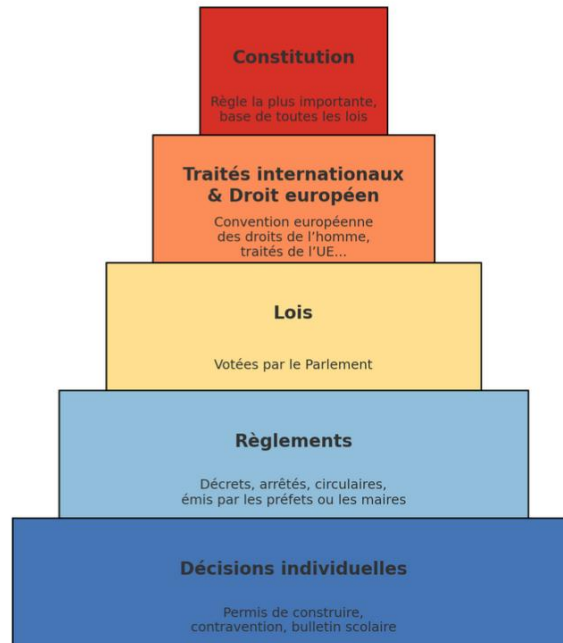 Constitution
Règle la plus importante,
base de toutes les lois
Traités internationaux
& Droit européen
Convention européenne
des droits de l’homme,
traités de l’UE...
Lois
Votées par le Parlement
Règlements
Décrets, arrêtés, circulaires,
émis par les préfets ou les maires
Décisions individuelles
Permis de construire,
contravention, bulletin scolaire